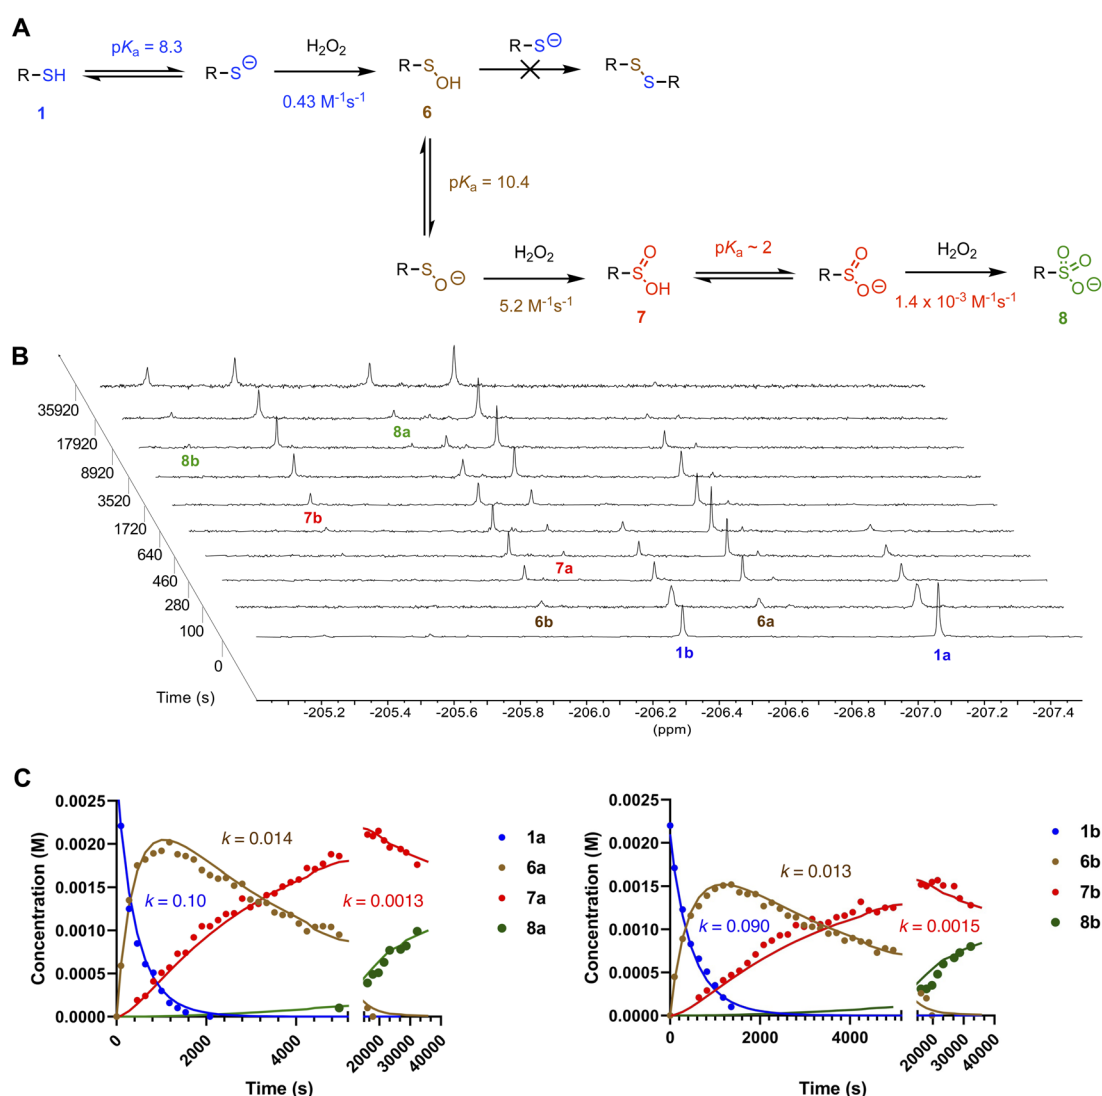 A
R–SH
1
pKa = 8.3
R–S⊖
H2O2
0.43 M-1s-1
R–S
OH
6
R–S⊖
R–S
S–R
pKa = 10.4
R–S
O⊖
H2O2
5.2 M-1s-1
O
R–S
OH
7
pKa ~ 2
O
R–S
O⊖
H2O2
1.4 x 10-3 M-1s-1
O
O
R–S
O⊖
8
B
35920
17920
8920
3520
1720
640
460
280
100
0
Time (s)
8b
8a
7b
7a
6b
6a
1b
1a
-205.2 -205.4 -205.6 -205.8 -206.0 -206.2 -206.4 -206.6 -206.8 -207.0 -207.2 -207.4
(ppm)
C
Concentration (M)
0.0025
0.0020
0.0015
0.0010
0.0005
0.0000
k = 0.014
k = 0.10
k = 0.0013
0 2000 4000 20000 30000 40000
Time (s)
1a
6a
7a
8a
Concentration (M)
0.0025
0.0020
0.0015
0.0010
0.0005
0.0000
k = 0.013
k = 0.090
k = 0.0015
0 2000 4000 20000 30000 40000
Time (s)
1b
6b
7b
8b